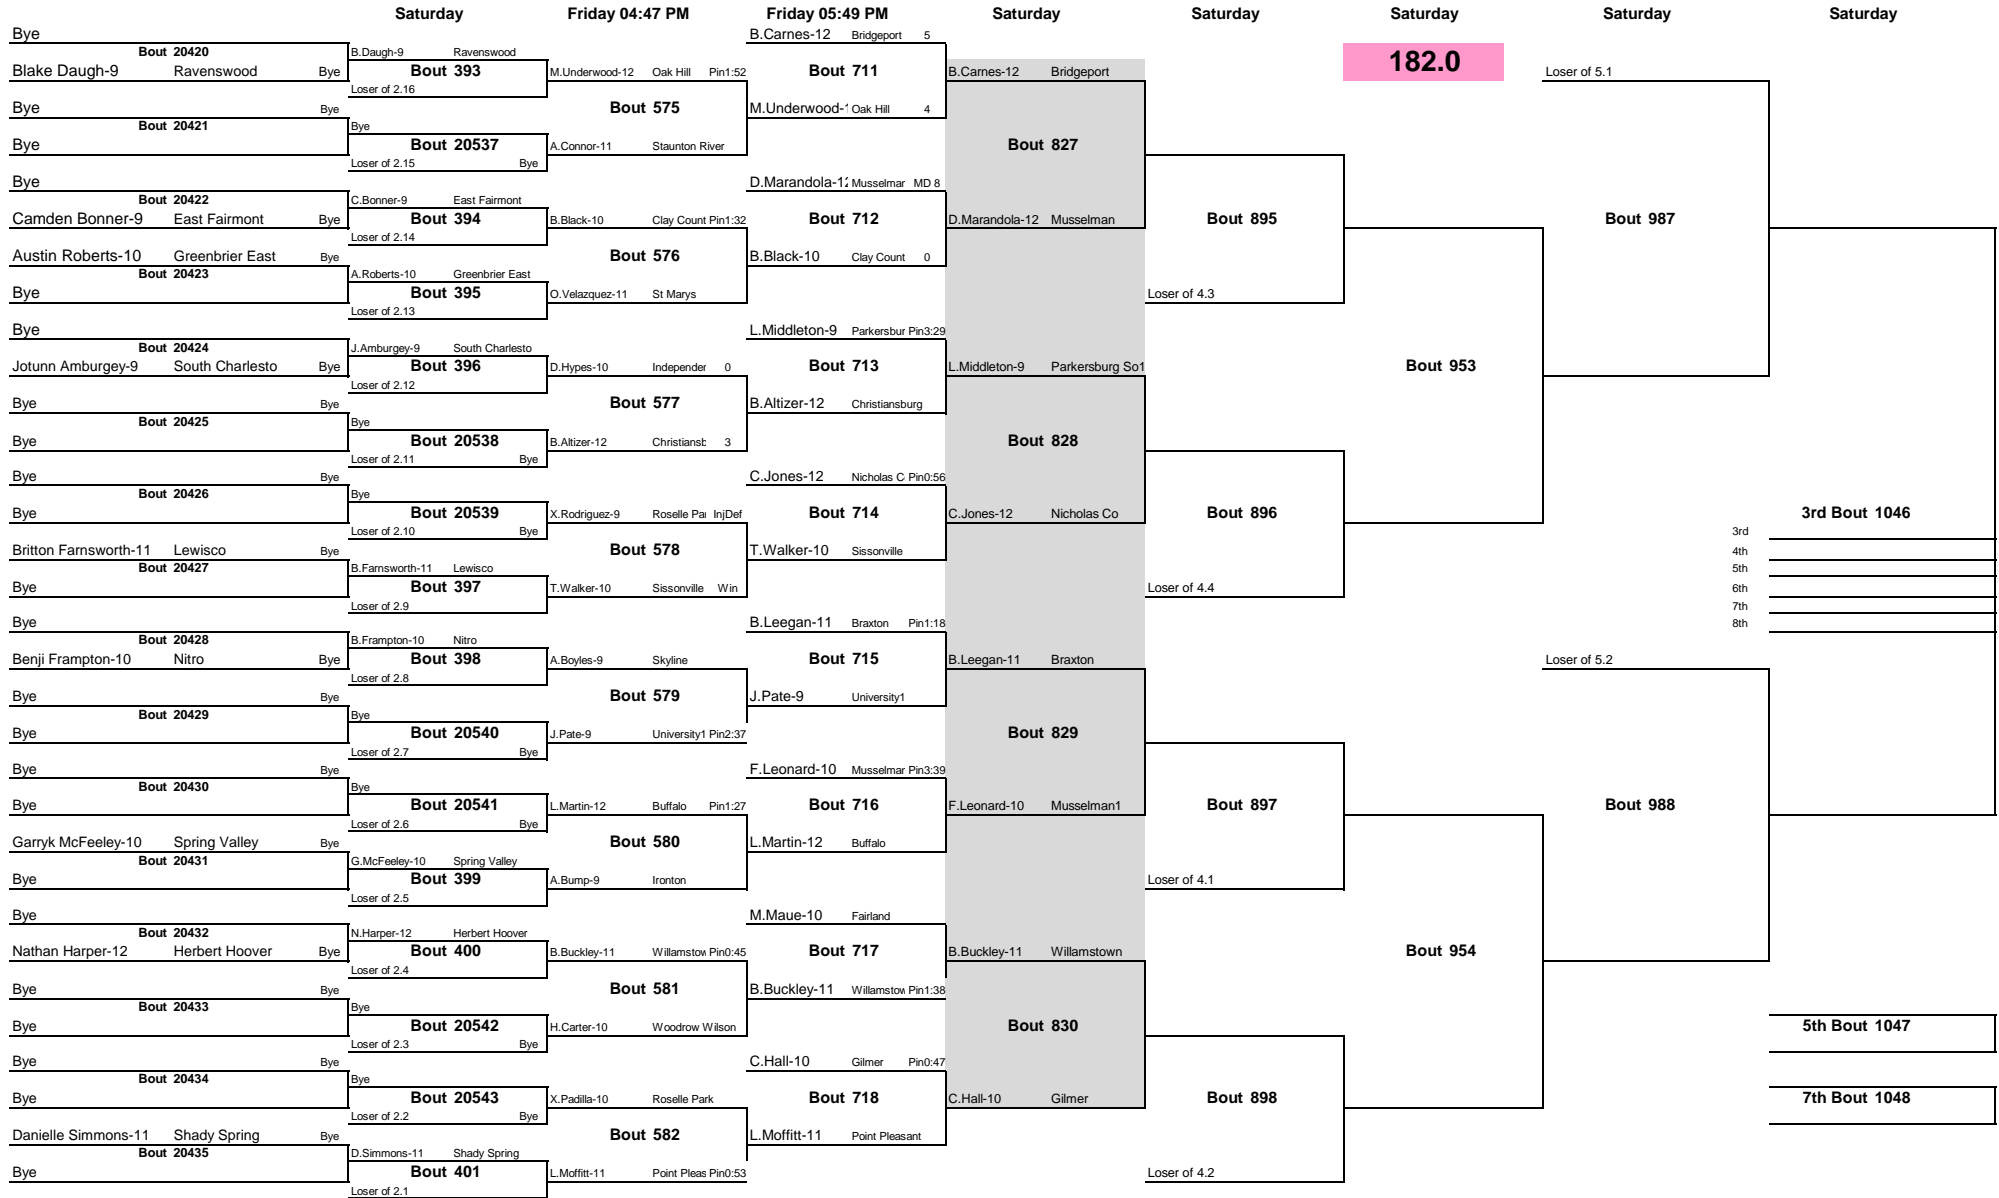 Saturday Friday 04:47 PM Friday 05:49 PM Saturday Saturday Saturday Saturday Saturday
182.0
Bye
Bout 20420
Blake Daugh-9 Ravenswood Bye
Bye Bye
Bout 20421
Bye
Bye
Bout 20422
Camden Bonner-9 East Fairmont Bye
Austin Roberts-10 Greenbrier East Bye
Bout 20423
Bye
Bye
Bout 20424
Jotunn Amburgey-9 South Charlesto Bye
Bye Bye
Bout 20425
Bye
Bye Bye
Bout 20426
Bye
Britton Farnsworth-11 Lewisco Bye
Bout 20427
Bye
Bye
Bout 20428
Benji Frampton-10 Nitro Bye
Bye Bye
Bout 20429
Bye
Bye Bye
Bout 20430
Bye
Garryk McFeeley-10 Spring Valley Bye
Bout 20431
Bye
Bye
Bout 20432
Nathan Harper-12 Herbert Hoover Bye
Bye Bye
Bout 20433
Bye
Bye Bye
Bout 20434
Bye
Danielle Simmons-11 Shady Spring Bye
Bout 20435
Bye
B.Daugh-9 Ravenswood
Bout 393
Loser of 2.16
Bye
Bout 20537
Loser of 2.15 Bye
C.Bonner-9 East Fairmont
Bout 394
Loser of 2.14
A.Roberts-10 Greenbrier East
Bout 395
Loser of 2.13
J.Amburgey-9 South Charlesto
Bout 396
Loser of 2.12
Bye
Bout 20538
Loser of 2.11 Bye
Bye
Bout 20539
Loser of 2.10 Bye
B.Farnsworth-11 Lewisco
Bout 397
Loser of 2.9
B.Frampton-10 Nitro
Bout 398
Loser of 2.8
Bye
Bout 20540
Loser of 2.7 Bye
Bye
Bout 20541
Loser of 2.6 Bye
G.McFeeley-10 Spring Valley
Bout 399
Loser of 2.5
N.Harper-12 Herbert Hoover
Bout 400
Loser of 2.4
Bye
Bout 20542
Loser of 2.3 Bye
Bye
Bout 20543
Loser of 2.2 Bye
D.Simmons-11 Shady Spring
Bout 401
Loser of 2.1
M.Underwood-12 Oak Hill Pin1:52
Bout 575
A.Connor-11 Staunton River
B.Black-10 Clay Count Pin1:32
Bout 576
O.Velazquez-11 St Marys
D.Hypes-10 Independer 0
Bout 577
B.Altizer-12 Christiansb 3
X.Rodriguez-9 Roselle Par InjDef
Bout 578
T.Walker-10 Sissonville Win
A.Boyles-9 Skyline
Bout 579
J.Pate-9 University1 Pin2:37
L.Martin-12 Buffalo Pin1:27
Bout 580
A.Bump-9 Ironton
B.Buckley-11 Willamstow Pin0:45
Bout 581
H.Carter-10 Woodrow Wilson
X.Padilla-10 Roselle Park
Bout 582
L.Moffitt-11 Point Pleas Pin0:53
B.Carnes-12 Bridgeport 5
Bout 711
M.Underwood-1 Oak Hill 4
D.Marandola-12 Musselmar MD 8
Bout 712
B.Black-10 Clay Count 0
L.Middleton-9 Parkersbur Pin3:29
Bout 713
B.Altizer-12 Christiansburg
C.Jones-12 Nicholas C Pin0:56
Bout 714
T.Walker-10 Sissonville
B.Leegan-11 Braxton Pin1:18
Bout 715
J.Pate-9 University1
F.Leonard-10 Musselmar Pin3:39
Bout 716
L.Martin-12 Buffalo
M.Maue-10 Fairland
Bout 717
B.Buckley-11 Willamstow Pin1:38
C.Hall-10 Gilmer Pin0:47
Bout 718
L.Moffitt-11 Point Pleasant
B.Carnes-12 Bridgeport
Bout 827
D.Marandola-12 Musselman
L.Middleton-9 Parkersburg So1
Bout 828
C.Jones-12 Nicholas Co
B.Leegan-11 Braxton
Bout 829
F.Leonard-10 Musselman1
B.Buckley-11 Willamstown
Bout 830
C.Hall-10 Gilmer
Bout 895
Loser of 4.3
Bout 896
Loser of 4.4
Bout 897
Loser of 4.1
Bout 898
Loser of 4.2
Bout 953
Bout 954
Loser of 5.1
Bout 987
Loser of 5.2
Bout 988
3rd Bout 1046
3rd
4th
5th
6th
7th
8th
5th Bout 1047
7th Bout 1048